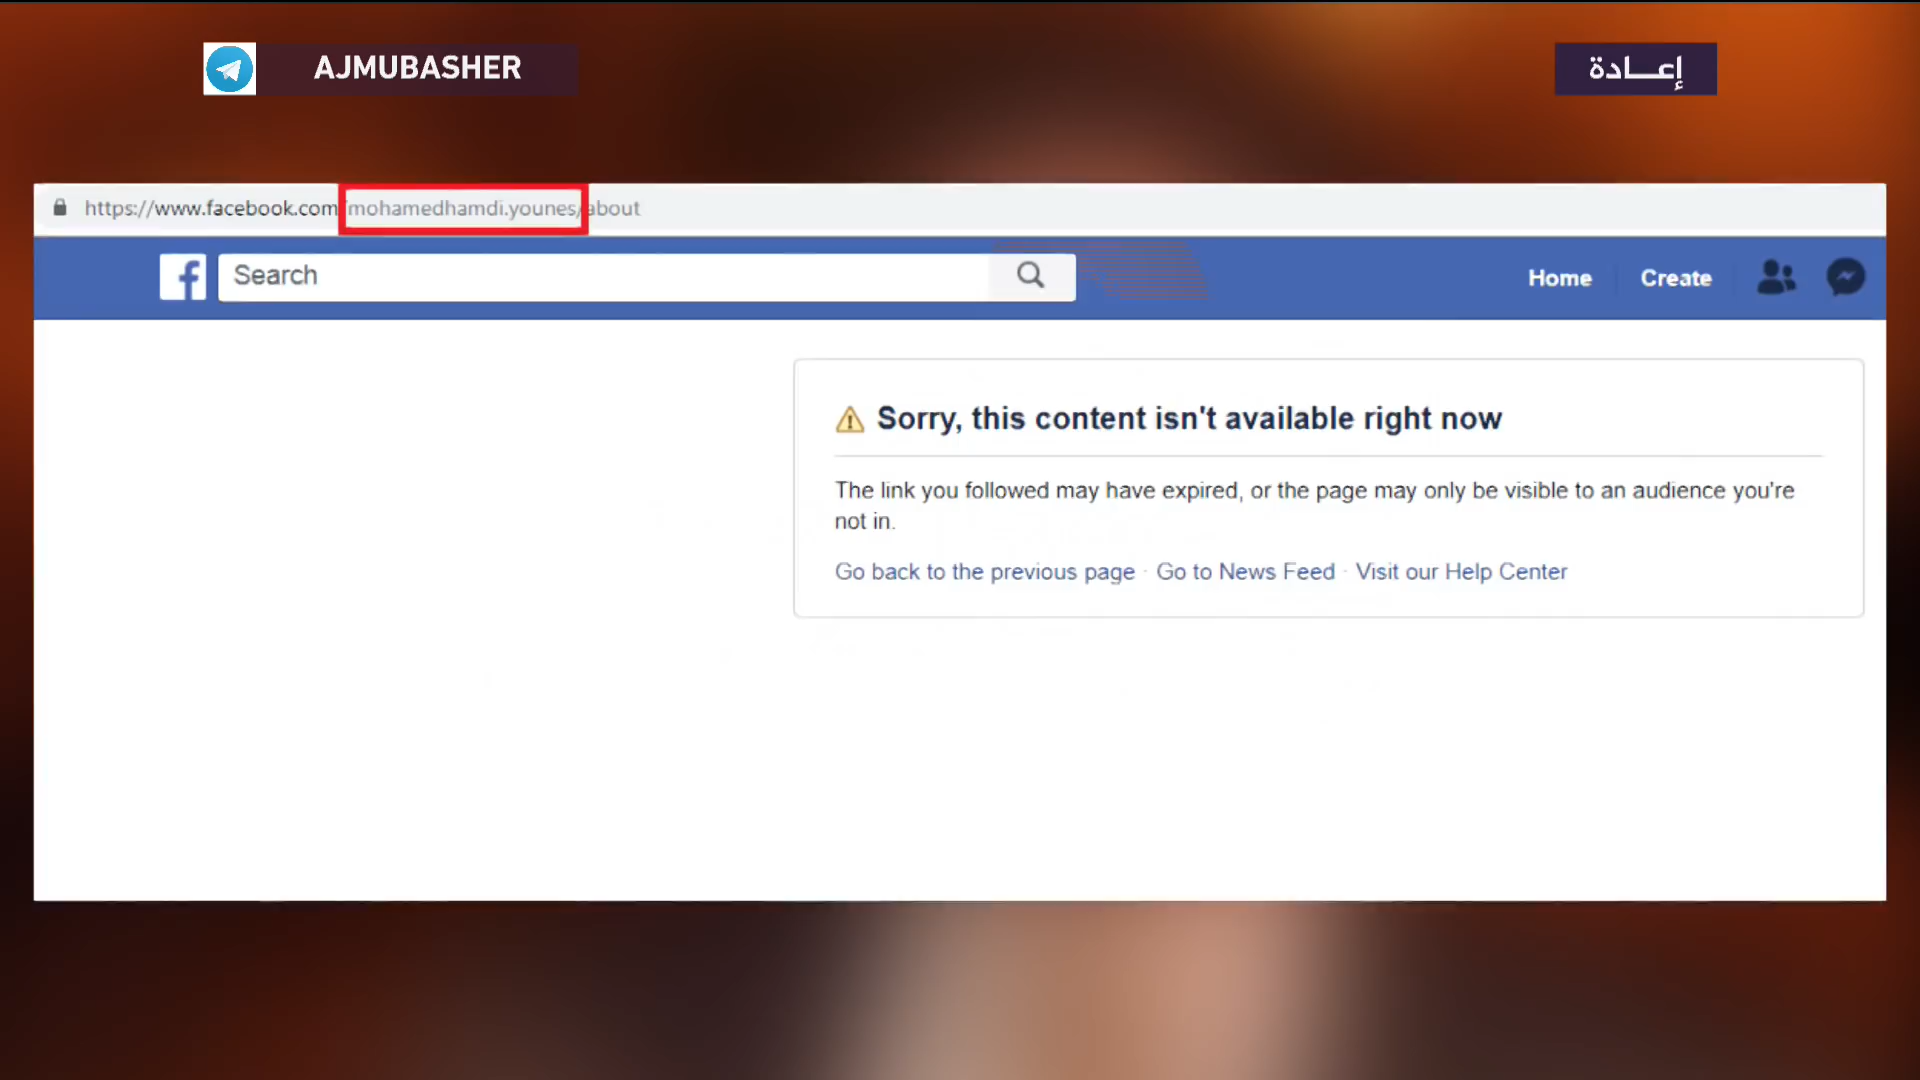 AJMUBASHER
إعـــادة
https://www.facebook.com/mohamedhamdi.younes/about
Search
Home
Create
Sorry, this content isn't available right now
The link you followed may have expired, or the page may only be visible to an audience you're
not in.
Go back to the previous page · Go to News Feed · Visit our Help Center